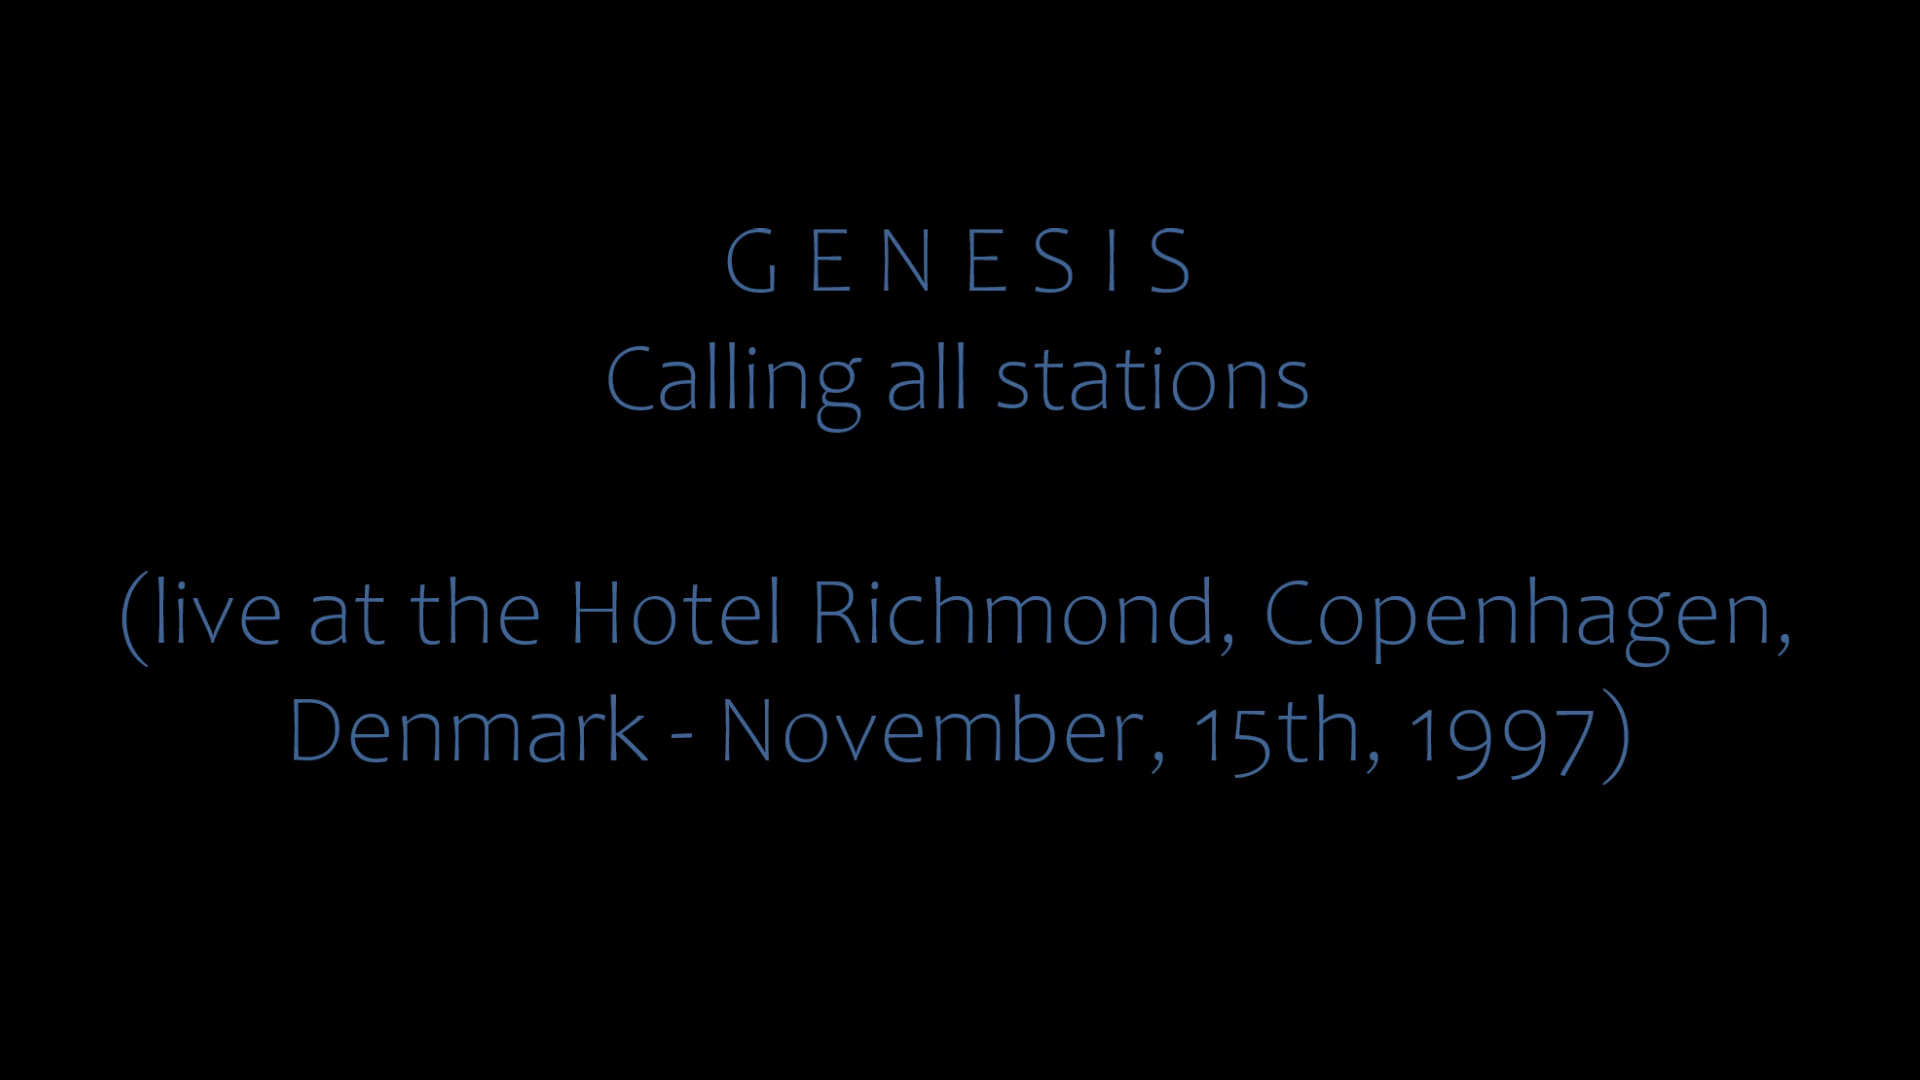 G E N E S I S
Calling all stations
(live at the Hotel Richmond, Copenhagen,
Denmark - November, 15th, 1997)